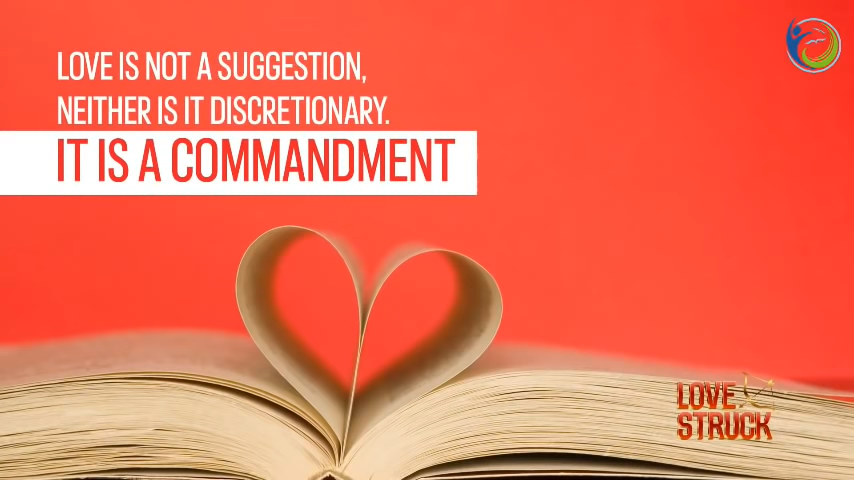 LOVE IS NOT A SUGGESTION,
NEITHER IS IT DISCRETIONARY.
IT IS A COMMANDMENT
LOVE
STRUCK